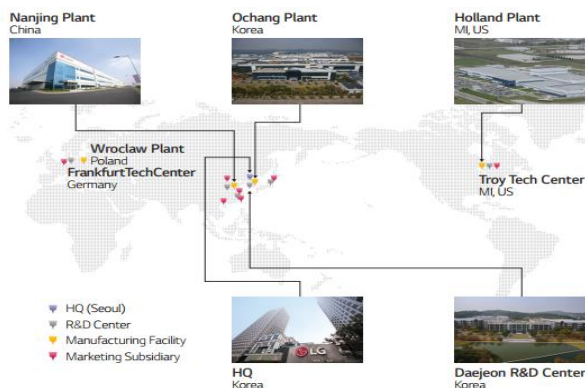 Nanjing Plant
China
Ochang Plant
Korea
Holland Plant
MI, US
Wroclaw Plant
Poland
FrankfurtTechCenter
Germany
Troy Tech Center
MI, US
HQ (Seoul)
R&D Center
Manufacturing Facility
Marketing Subsidiary
LG
HQ
Korea
Daejeon R&D Center
Korea